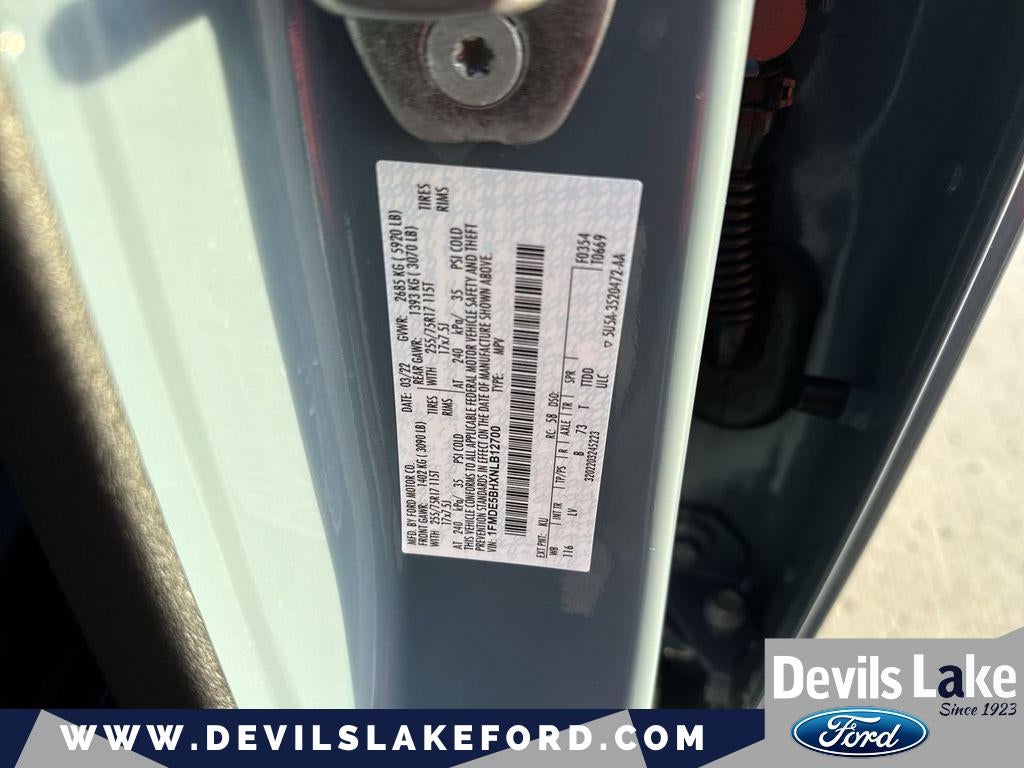 MFD. BY FORD MOTOR CO. DATE: 03/22 GVWR: 2685 KG ( 5920 LB)
FRONT GAWR: 1402 KG ( 3090 LB) REAR GAWR: 1393 KG ( 3070 LB)
WITH 255/75R17 115T TIRES WITH 255/75R17 115T TIRES
17x7.5J RIMS 17x7.5J RIMS
AT 240 kPa/ 35 PSI COLD AT 240 kPa/ 35 PSI COLD
THIS VEHICLE CONFORMS TO ALL APPLICABLE FEDERAL MOTOR VEHICLE SAFETY AND THEFT
PREVENTION STANDARDS IN EFFECT ON THE DATE OF MANUFACTURE SHOWN ABOVE.
VIN: 1FMDE5BHXNLB12700 TYPE: MPV
EXT PNT: KU RC: 58 DSO: F0354
WB INT TR TP/PS R AXLE TR SPR T0669
116 LV B 73 T TTDD
3202203245223 ULC 5U5A-3520472-AA
Devils Lake
Since 1923
Ford
WWW.DEVILSLAKEFORD.COM